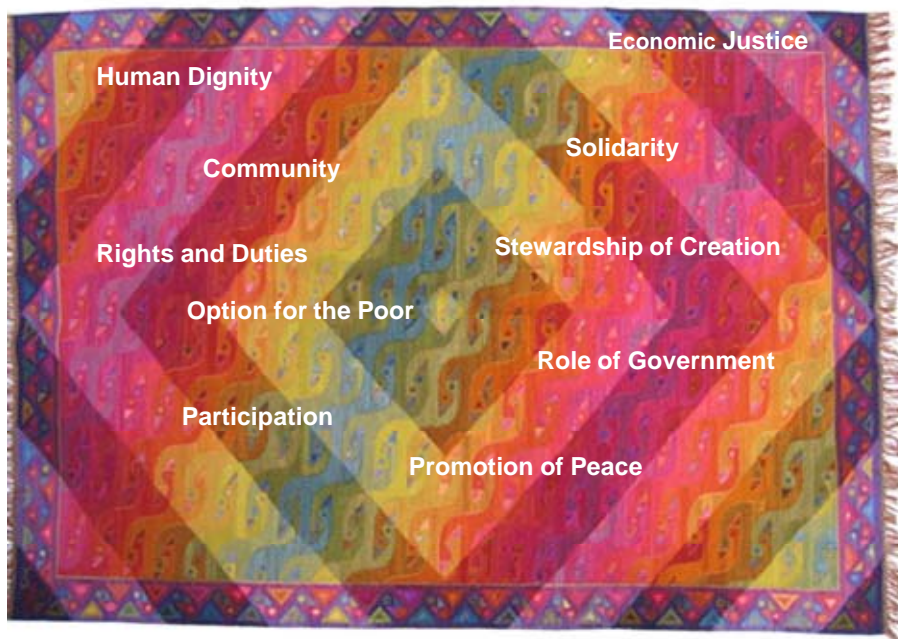 Economic Justice
Human Dignity
Solidarity
Community
Stewardship of Creation
Rights and Duties
Option for the Poor
Role of Government
Participation
Promotion of Peace